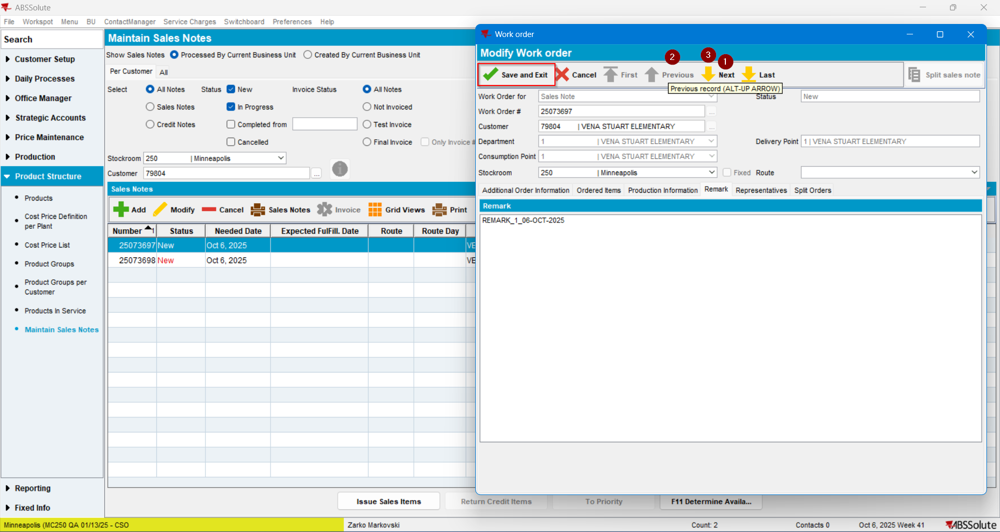 ABSSolute
File Workspot Menu BU ContactManager Service Charges Switchboard Preferences Help
Search
Customer Setup
Daily Processes
Office Manager
Strategic Accounts
Price Maintenance
Production
Product Structure
Products
Cost Price Definition
per Plant
Cost Price List
Product Groups
Product Groups per
Customer
Products In Service
Maintain Sales Notes
Reporting
Fixed Info
Maintain Sales Notes
Show Sales Notes Processed By Current Business Unit Created By Current Business Unit
Per Customer All
Select All Notes Status New Invoice Status All Notes
Sales Notes In Progress Not Invoiced
Credit Notes Completed from Test Invoice
Cancelled Final Invoice Only Invoice #
Stockroom 250 | Minneapolis
Customer 79804 ...
Sales Notes
Add Modify Cancel Sales Notes Invoice Grid Views Print
Number 1 Status Needed Date Expected FulFill. Date Route Route Day
25073697 New Oct 6, 2025 VE
25073698 New Oct 6, 2025 VE
Issue Sales Items Return Credit Items To Priority F11 Determine Availa...
Work order
Modify Work order
2 3 1
Save and Exit Cancel First Previous Next Last Split sales note
Previous record (ALT-UP ARROW)
Work Order for Sales Note Status New
Work Order # 25073697 ...
Customer 79804 | VENA STUART ELEMENTARY ...
Department 1 | VENA STUART ELEMENTARY Delivery Point 1 | VENA STUART ELEMENTARY
Consumption Point 1 | VENA STUART ELEMENTARY
Stockroom 250 | Minneapolis Fixed Route
Additional Order Information Ordered Items Production Information Remark Representatives Split Orders
Remark
REMARK_1_06-OCT-2025
Minneapolis (MC250 QA 01/13/25 - CSO Zarko Markovski Count: 2 Contacts 0 Oct 6, 2025 Week 41 ABSSolute